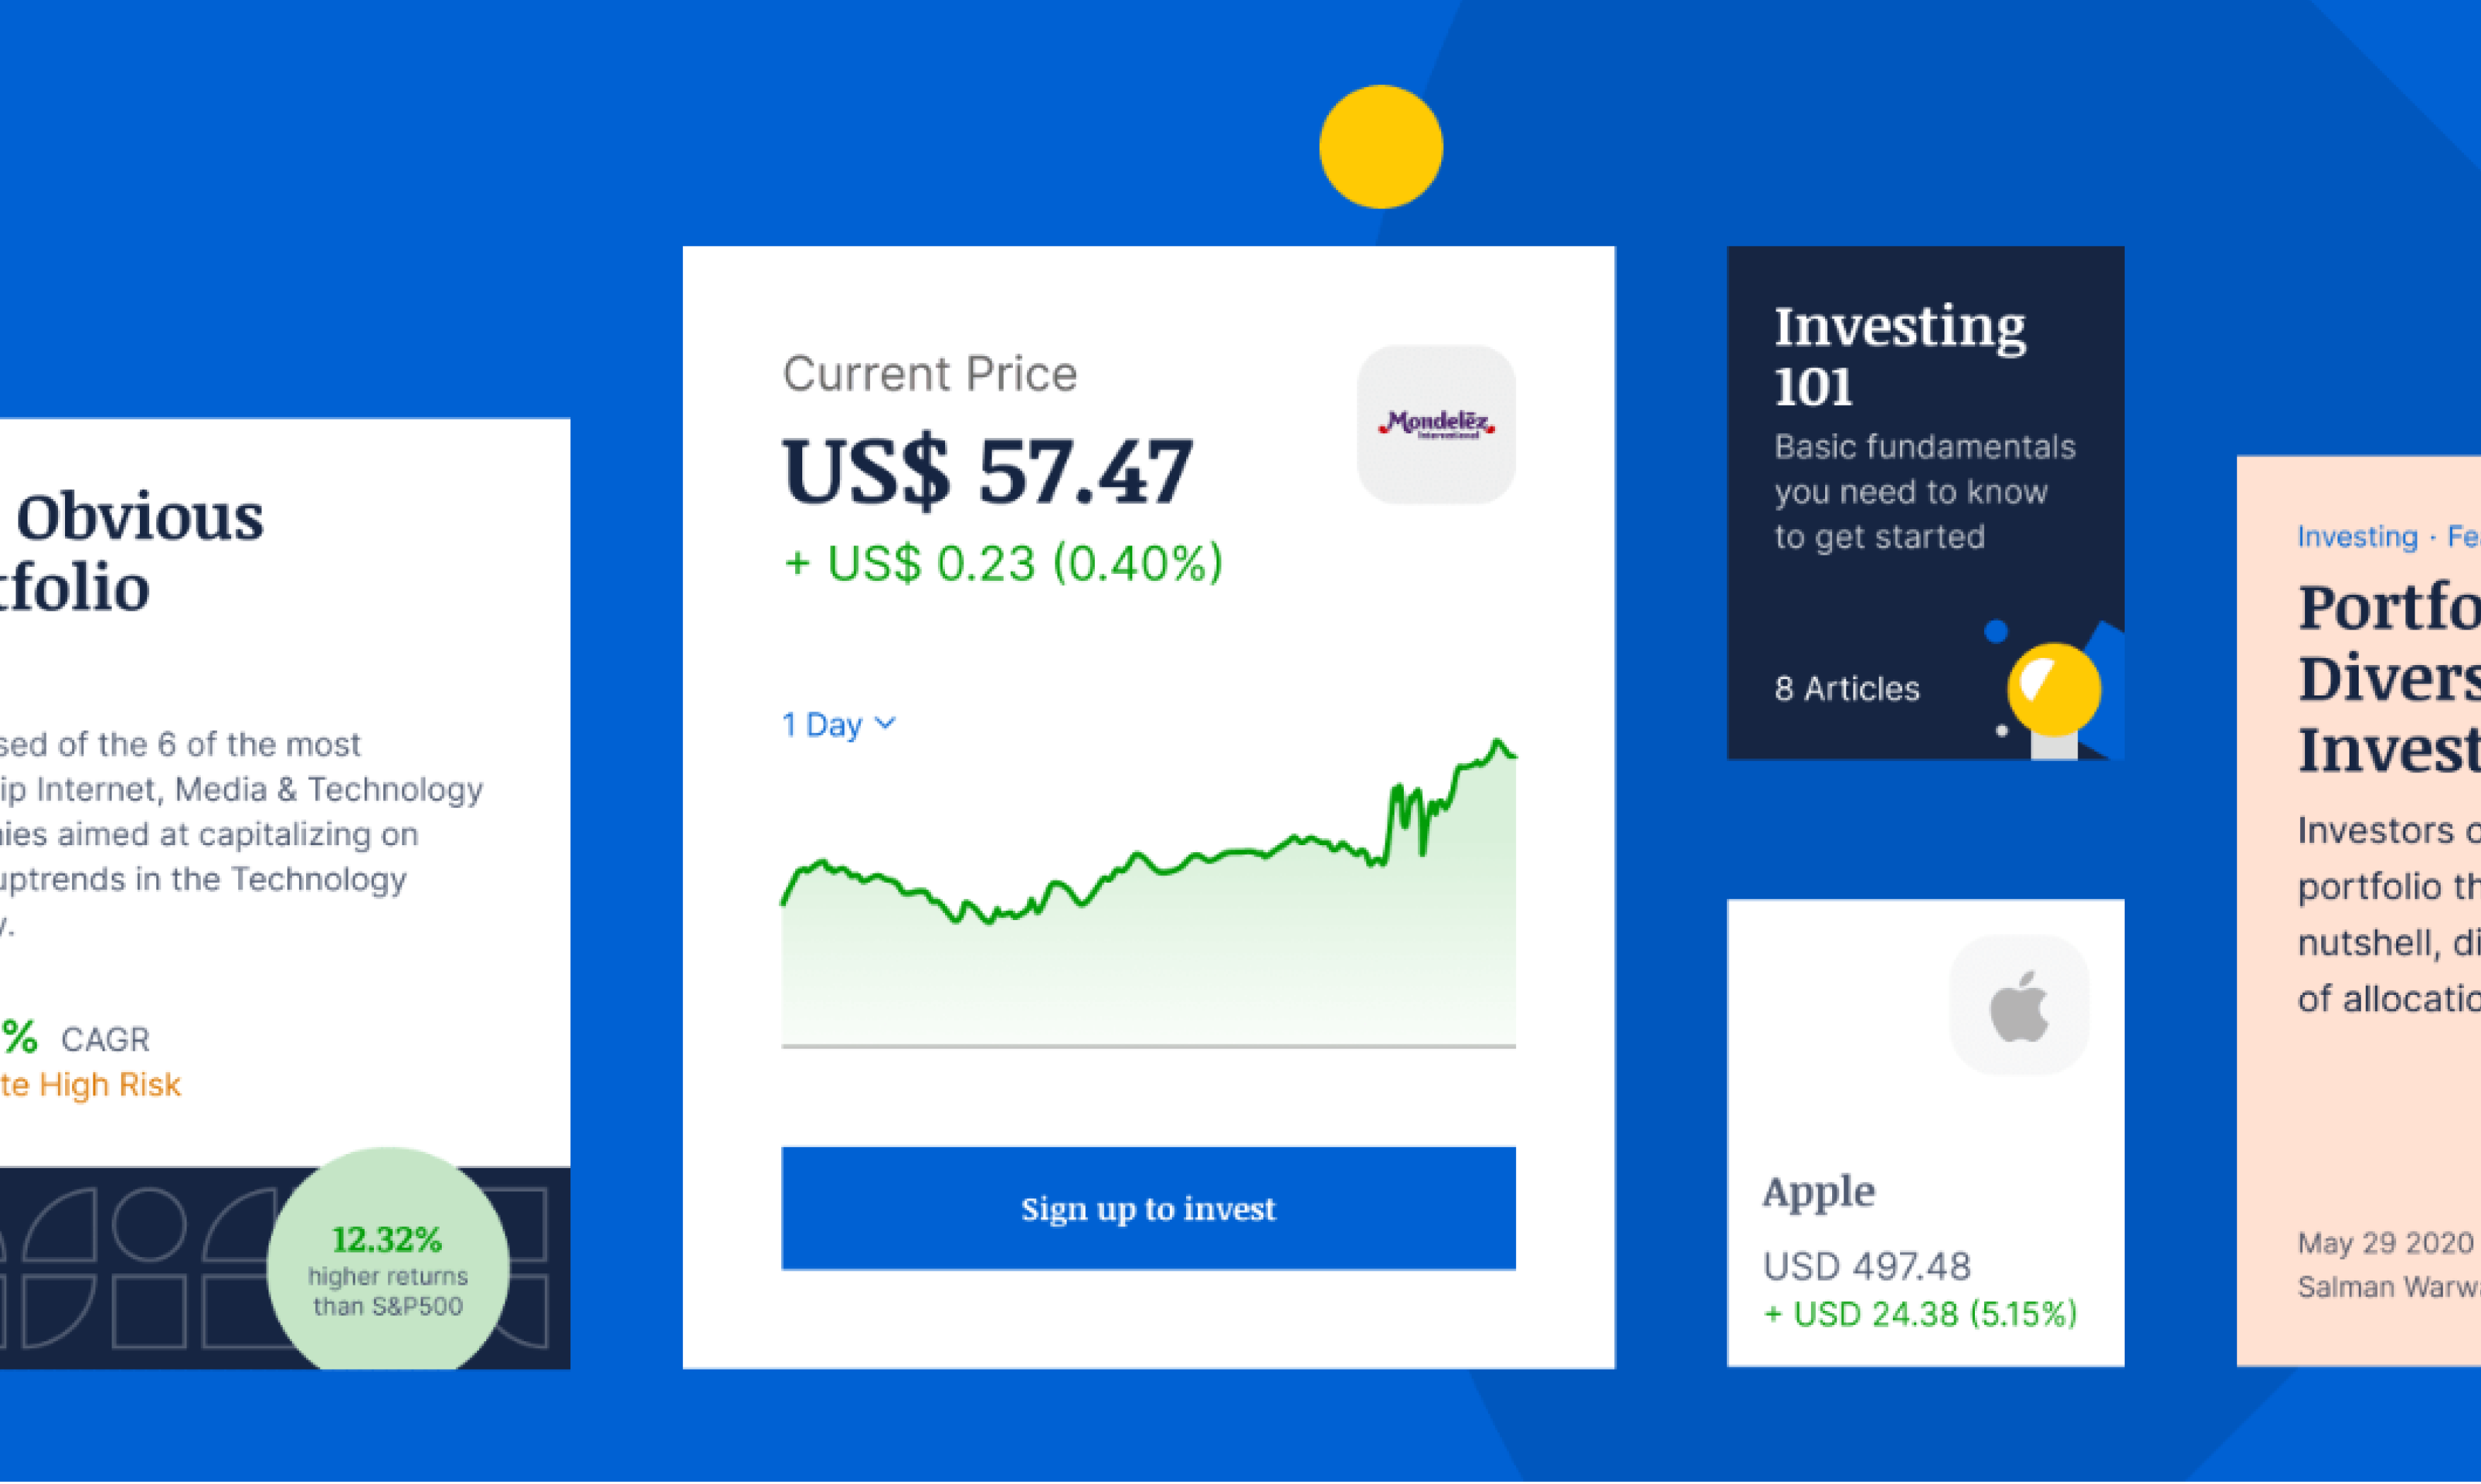 Obvious
tfolio
sed of the 6 of the most
ip Internet, Media & Technology
nies aimed at capitalizing on
uptrends in the Technology
y.
% CAGR
te High Risk
12.32%
higher returns
than S&P500
Current Price
Mondelēz
International
US$ 57.47
+ US$ 0.23 (0.40%)
1 Day
Sign up to invest
Investing
101
Basic fundamentals
you need to know
to get started
8 Articles
Apple
USD 497.48
+ USD 24.38 (5.15%)
Investing · Fe
Portfo
Divers
Invest
Investors o
portfolio th
nutshell, di
of allocatio
May 29 2020
Salman Warwa